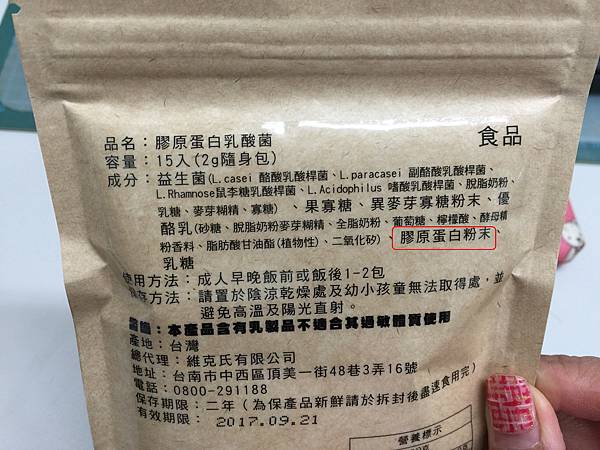 品名：膠原蛋白乳酸菌
食品
容量：15入(2g隨身包)
成分：益生菌(L.casei 酪酸乳酸桿菌、L.paracasei 副酪酸乳酸桿菌、
L.Rhamnose鼠李糖乳酸桿菌、L.Acidophilus 嗜酸乳酸桿菌、脫脂奶粉、
乳糖、麥芽糊精、寡糖)、果寡糖、異麥芽寡糖粉末、優
酪乳(砂糖、脫脂奶粉麥芽糊精、全脂奶粉、葡萄糖、檸檬酸、酵母精
粉香料、脂肪酸甘油酯(植物性)、二氧化矽)、膠原蛋白粉末、
乳糖
使用方法：成人早晚飯前或飯後1-2包
存方法：請置於陰涼乾燥處及幼小孩童無法取得處，並
避免高溫及陽光直射。
本產品含有乳製品不適合其過敏體質使用
產地：台灣
總代理：維克氏有限公司
地址：台南市中西區頂美一街48巷3弄16號
電話：0800-291188
保存期限：二年(為保產品新鮮請於拆封後盡速食用完)
有效期限：2017.09.21
營養標示